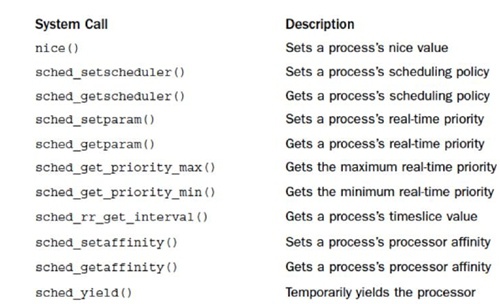 System Call Description
nice() Sets a process's nice value
sched_setscheduler() Sets a process's scheduling policy
sched_getscheduler() Gets a process's scheduling policy
sched_setparam() Sets a process's real-time priority
sched_getparam() Gets a process's real-time priority
sched_get_priority_max() Gets the maximum real-time priority
sched_get_priority_min() Gets the minimum real-time priority
sched_rr_get_interval() Gets a process's timeslice value
sched_setaffinity() Sets a process's processor affinity
sched_getaffinity() Gets a process's processor affinity
sched_yield() Temporarily yields the processor